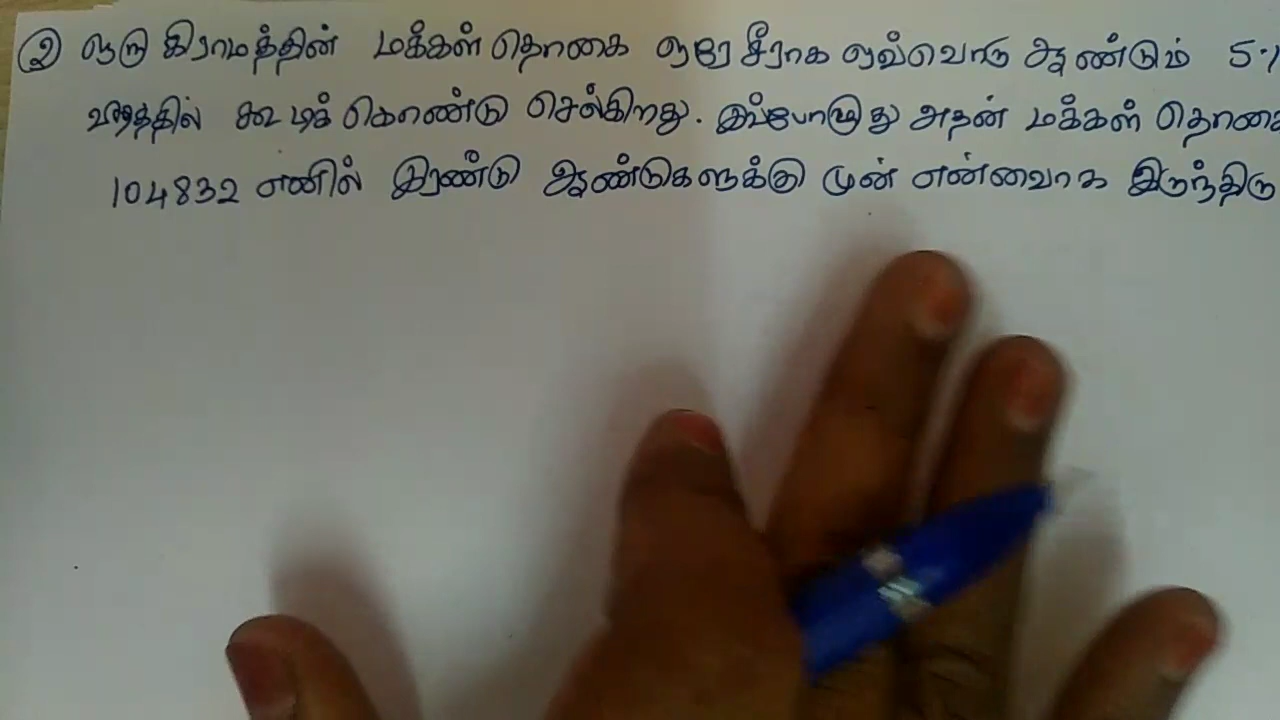 ② ஒரு கிராமத்தின் மக்கள் தொகை ஒரே சீராக ஒவ்வொரு ஆண்டும் 5%
கூடிக் கொண்டு செல்கிறது. இப்போழுது அதன் மக்கள் தொகை
104832 எனில் இரண்டு ஆண்டுகளுக்கு முன் என்னவாக இருந்திரு